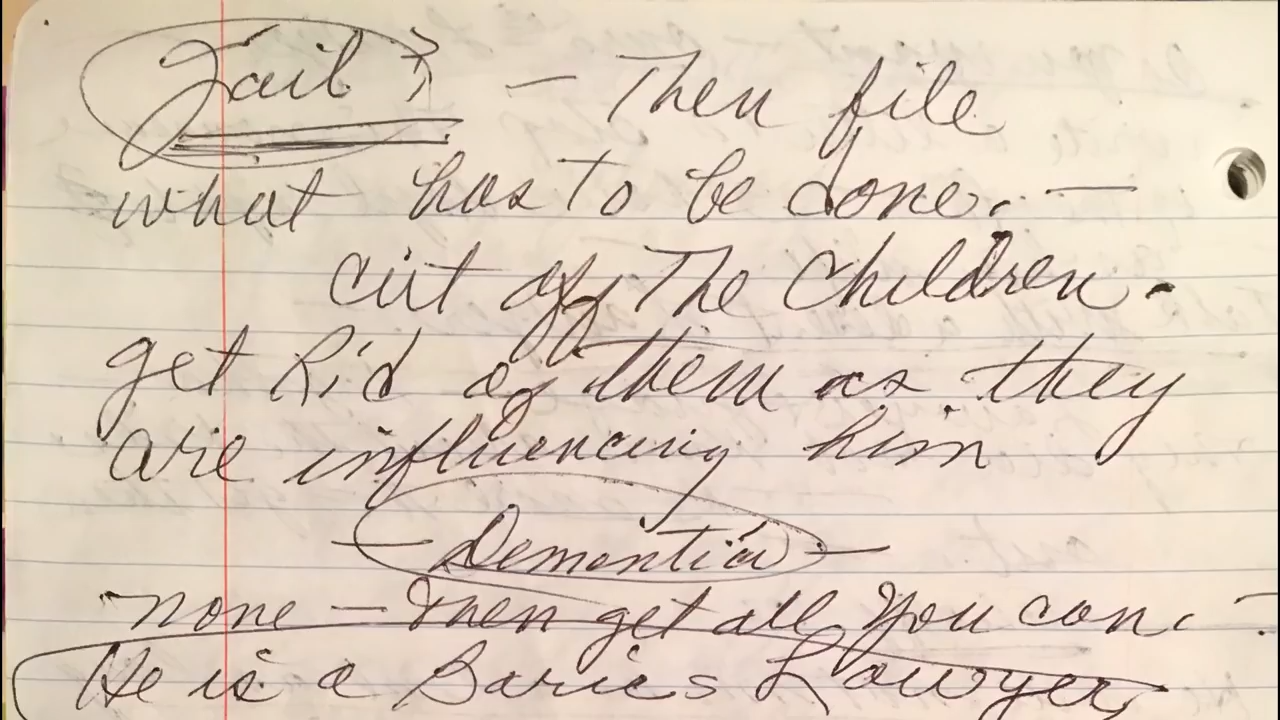 Jail? — Then file
what has to be done. —
cut off The Children -
get Rid of them as they
are influencing him
— Dementia —
none — then get all you can. -
He is a Lawyer